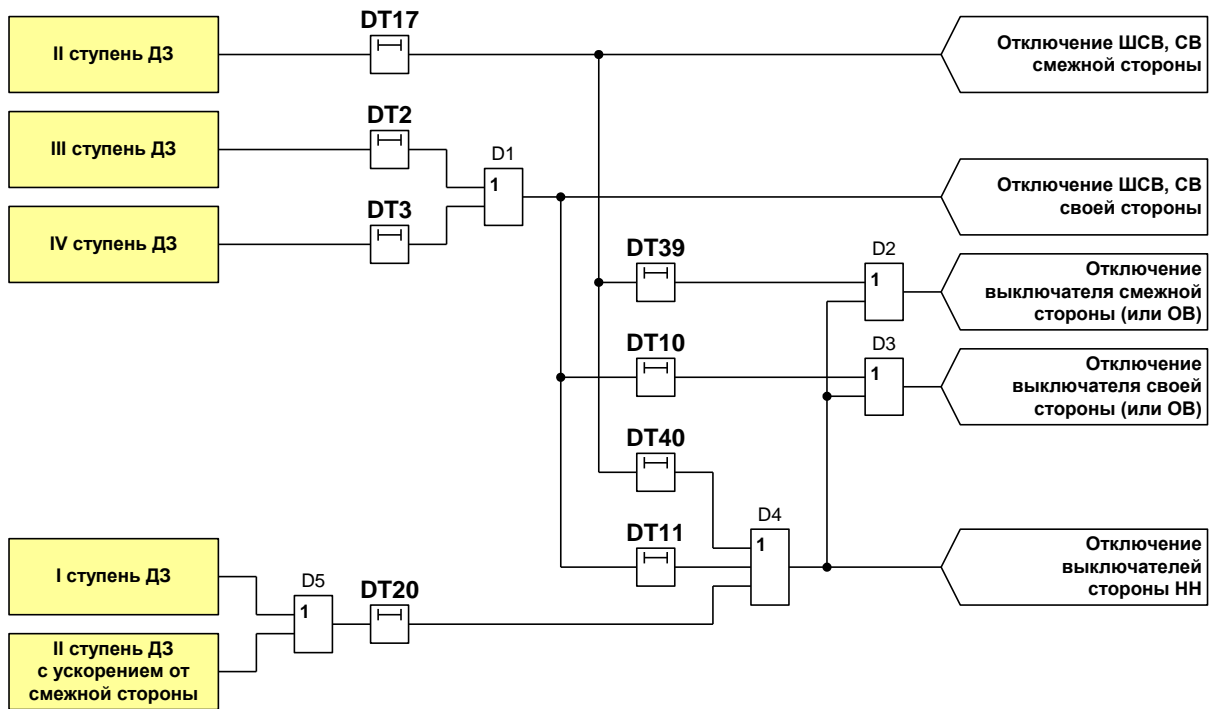 DT17
II ступень ДЗ
Отключение ШСВ, СВ
смежной стороны
DT2
III ступень ДЗ
D1
1
Отключение ШСВ, СВ
своей стороны
DT3
IV ступень ДЗ
DT39
D2
1
Отключение
выключателя смежной
стороны (или ОВ)
DT10
D3
1
Отключение
выключателя своей
стороны (или ОВ)
DT40
D4
1
DT11
Отключение
выключателей
стороны НН
I ступень ДЗ
D5
1
DT20
II ступень ДЗ
с ускорением от
смежной стороны